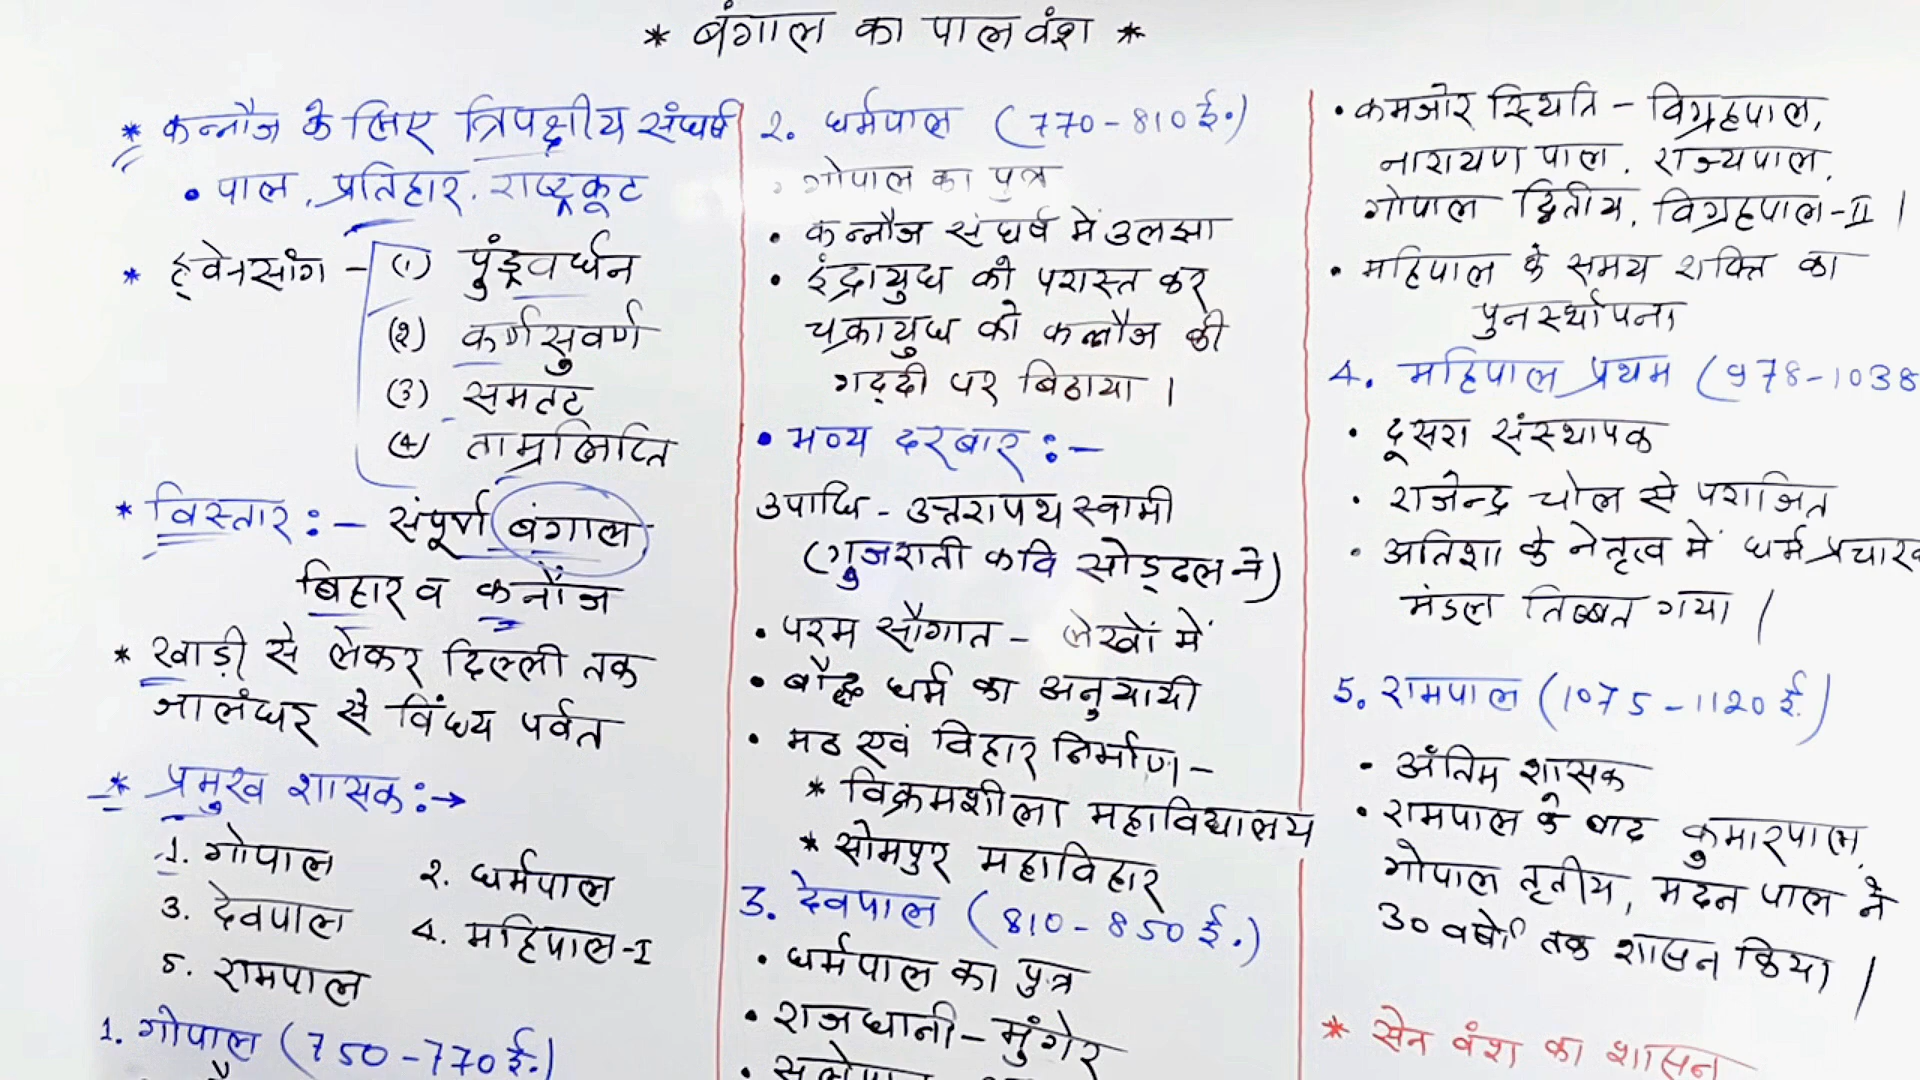 * बंगाल का पालवंश *
* कन्नौज के लिए त्रिपक्षीय संघर्ष
• पाल, प्रतिहार, राष्ट्रकूट
* ह्वेनसांग - (1) पुंड्रवर्धन
(2) कर्णसुवर्ण
(3) समतट
(4) ताम्रलिप्ति
* विस्तार :- संपूर्ण बंगाल
बिहार व कन्नौज
* खाड़ी से लेकर दिल्ली तक
जालंधर से विंध्य पर्वत
* प्रमुख शासक :→
1. गोपाल 2. धर्मपाल
3. देवपाल 4. महिपाल-I
5. रामपाल
1. गोपाल (750-770 ई.)
2. धर्मपाल (770-810 ई.)
• गोपाल का पुत्र
• कन्नौज संघर्ष में उलझा
• इंद्रायुध को परास्त कर
चक्रायुध को कन्नौज की
गद्दी पर बिठाया ।
• भव्य दरबार :-
उपाधि - उत्तरापथ स्वामी
(गुजराती कवि सोड्ढल ने)
• परम सौगात - लेखों में
• बौद्ध धर्म का अनुयायी
• मठ एवं विहार निर्माण -
* विक्रमशीला महाविद्यालय
* सोमपुर महाविहार
3. देवपाल (810-850 ई.)
• धर्मपाल का पुत्र
• राजधानी - मुंगेर
• कमजोर स्थिति - विग्रहपाल,
नारायण पाल, राज्यपाल,
गोपाल द्वितीय, विग्रहपाल-II ।
• महिपाल के समय शक्ति का
पुनर्स्थापना
4. महिपाल प्रथम (978-1038
• दूसरा संस्थापक
• राजेन्द्र चोल से पराजित
• अतिशा के नेतृत्व में धर्म प्रचारक
मंडल तिब्बत गया ।
5. रामपाल (1075-1120 ई.)
• अंतिम शासक
• रामपाल के बाद कुमारपाल,
गोपाल तृतीय, मदन पाल ने
30 वर्षों तक शासन किया ।
* सेन वंश का शासन